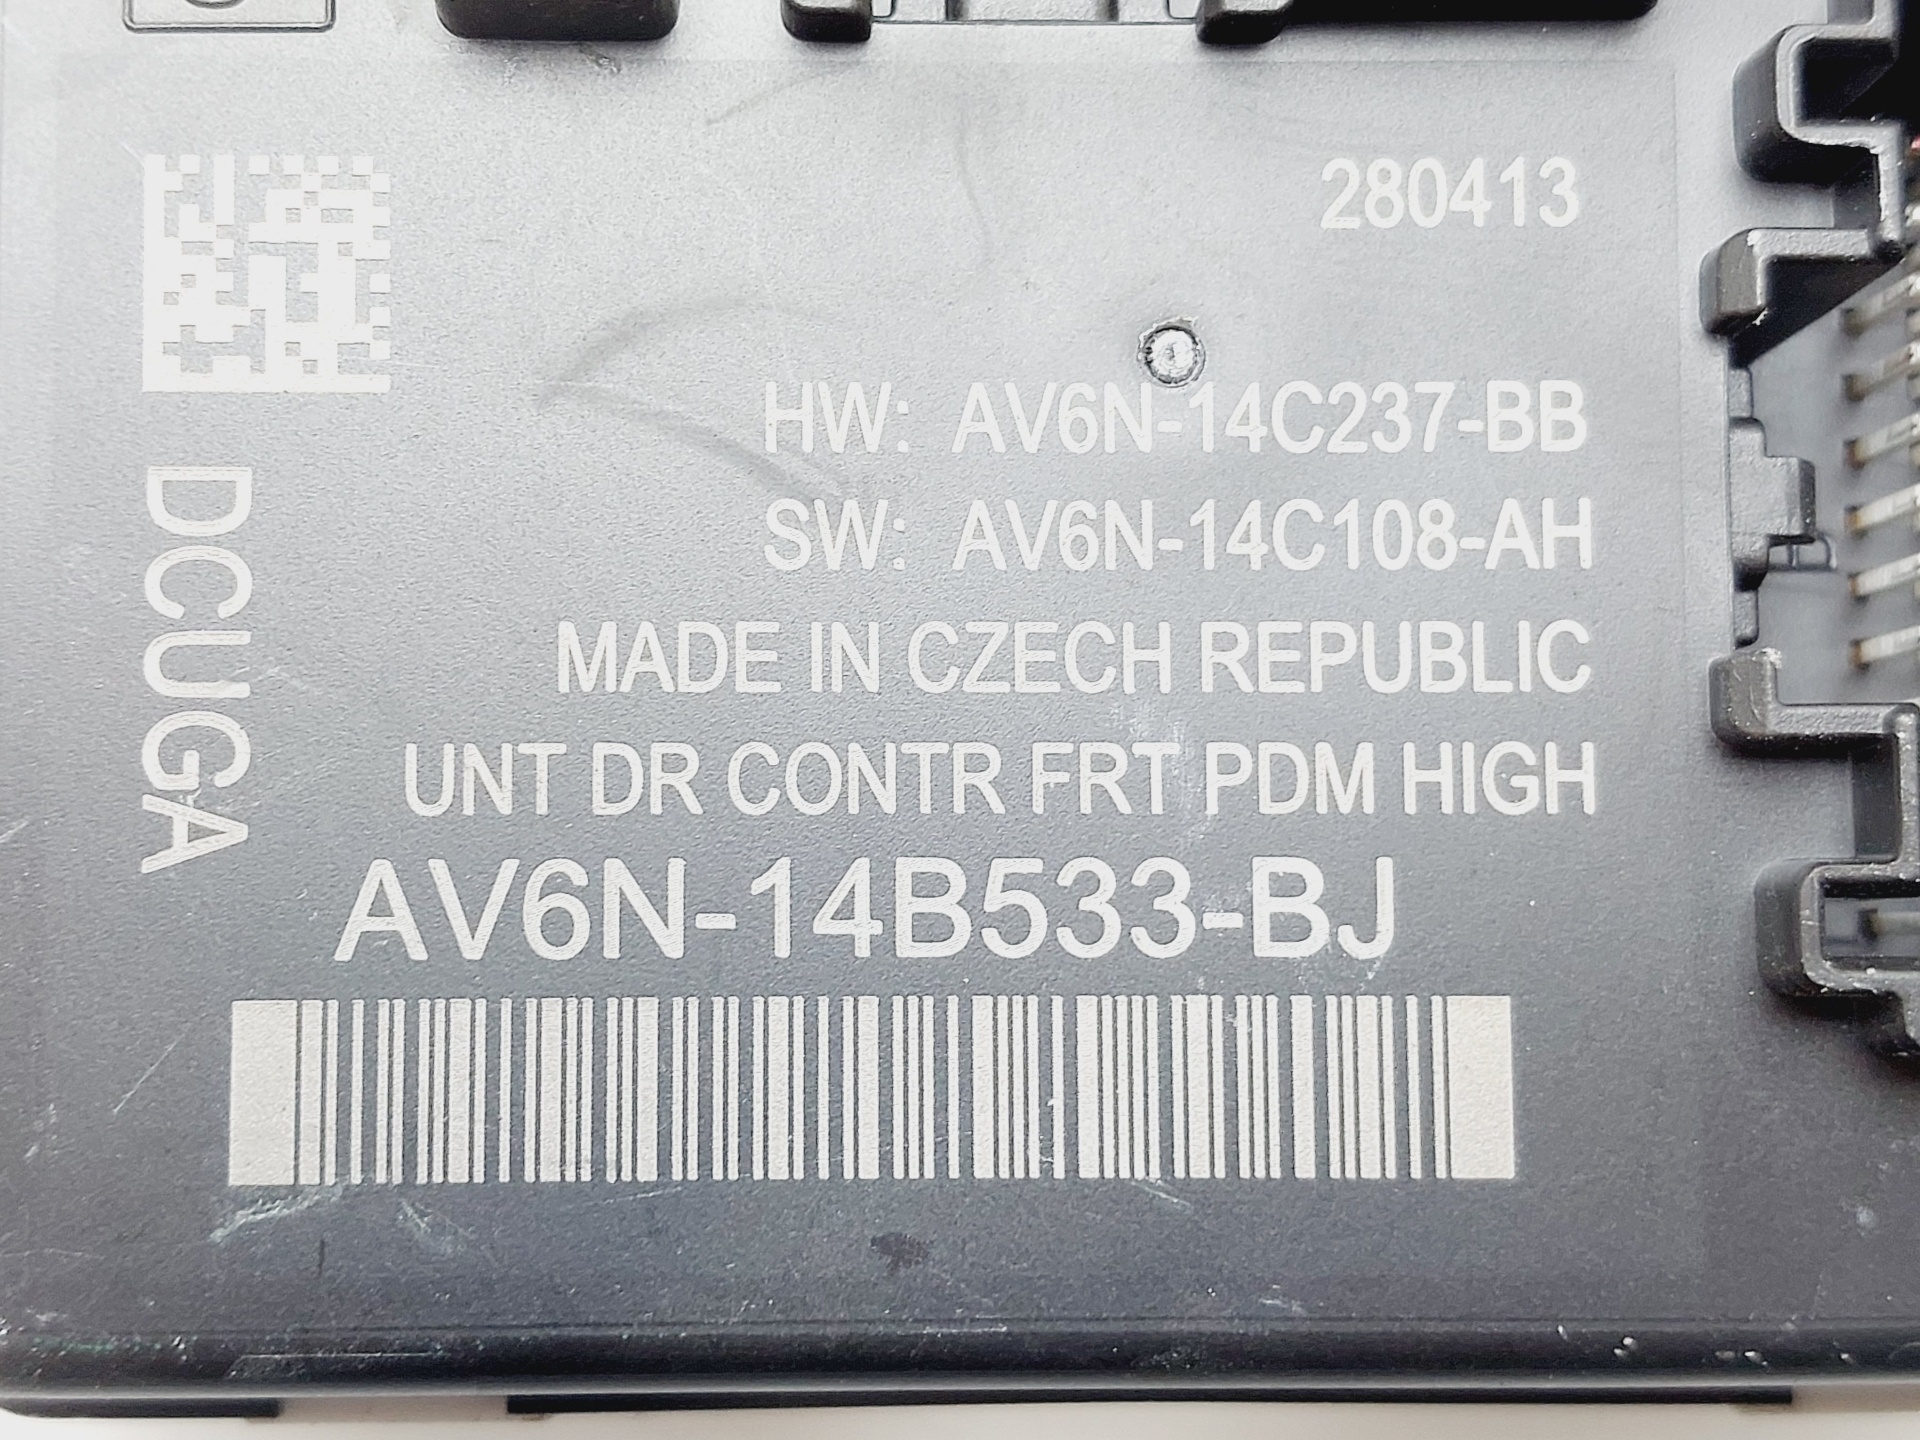 280413
HW: AV6N-14C237-BB
SW: AV6N-14C108-AH
MADE IN CZECH REPUBLIC
UNT DR CONTR FRT PDM HIGH
AV6N-14B533-BJ
DCUGA